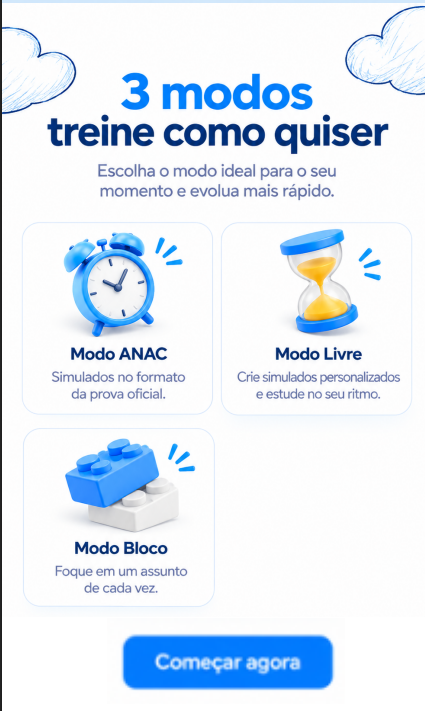 3 modos
treine como quiser
Escolha o modo ideal para o seu
momento e evolua mais rápido.
Modo ANAC
Simulados no formato
da prova oficial.
Modo Livre
Crie simulados personalizados
e estude no seu ritmo.
Modo Bloco
Foque em um assunto
de cada vez.
Começar agora